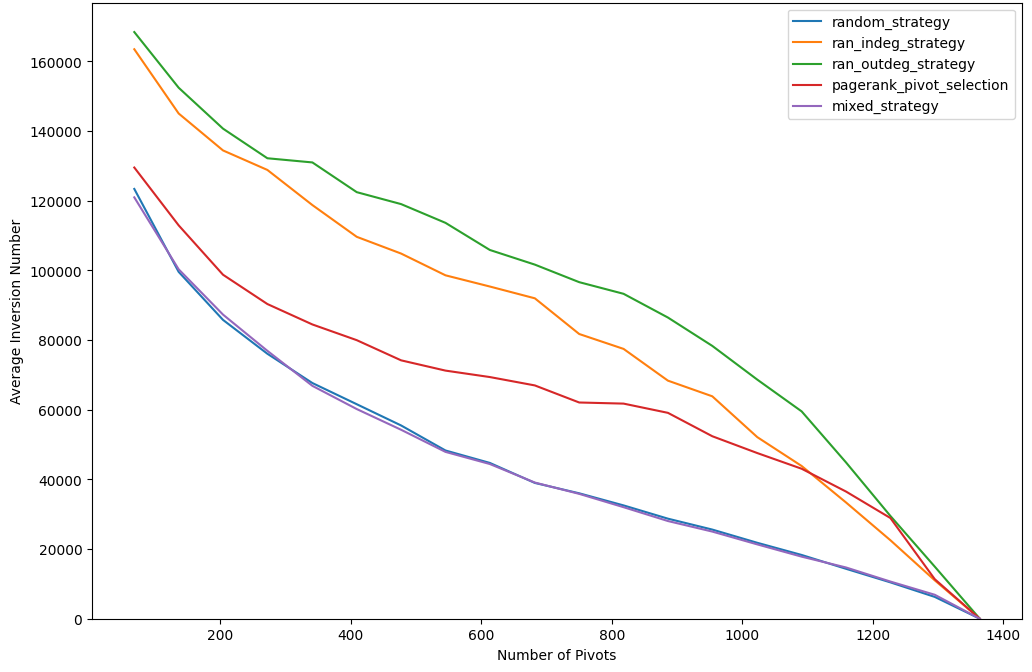 random_strategy
ran_indeg_strategy
ran_outdeg_strategy
pagerank_pivot_selection
mixed_strategy
Average Inversion Number
160000
140000
120000
100000
80000
60000
40000
20000
0
200 400 600 800 1000 1200 1400
Number of Pivots